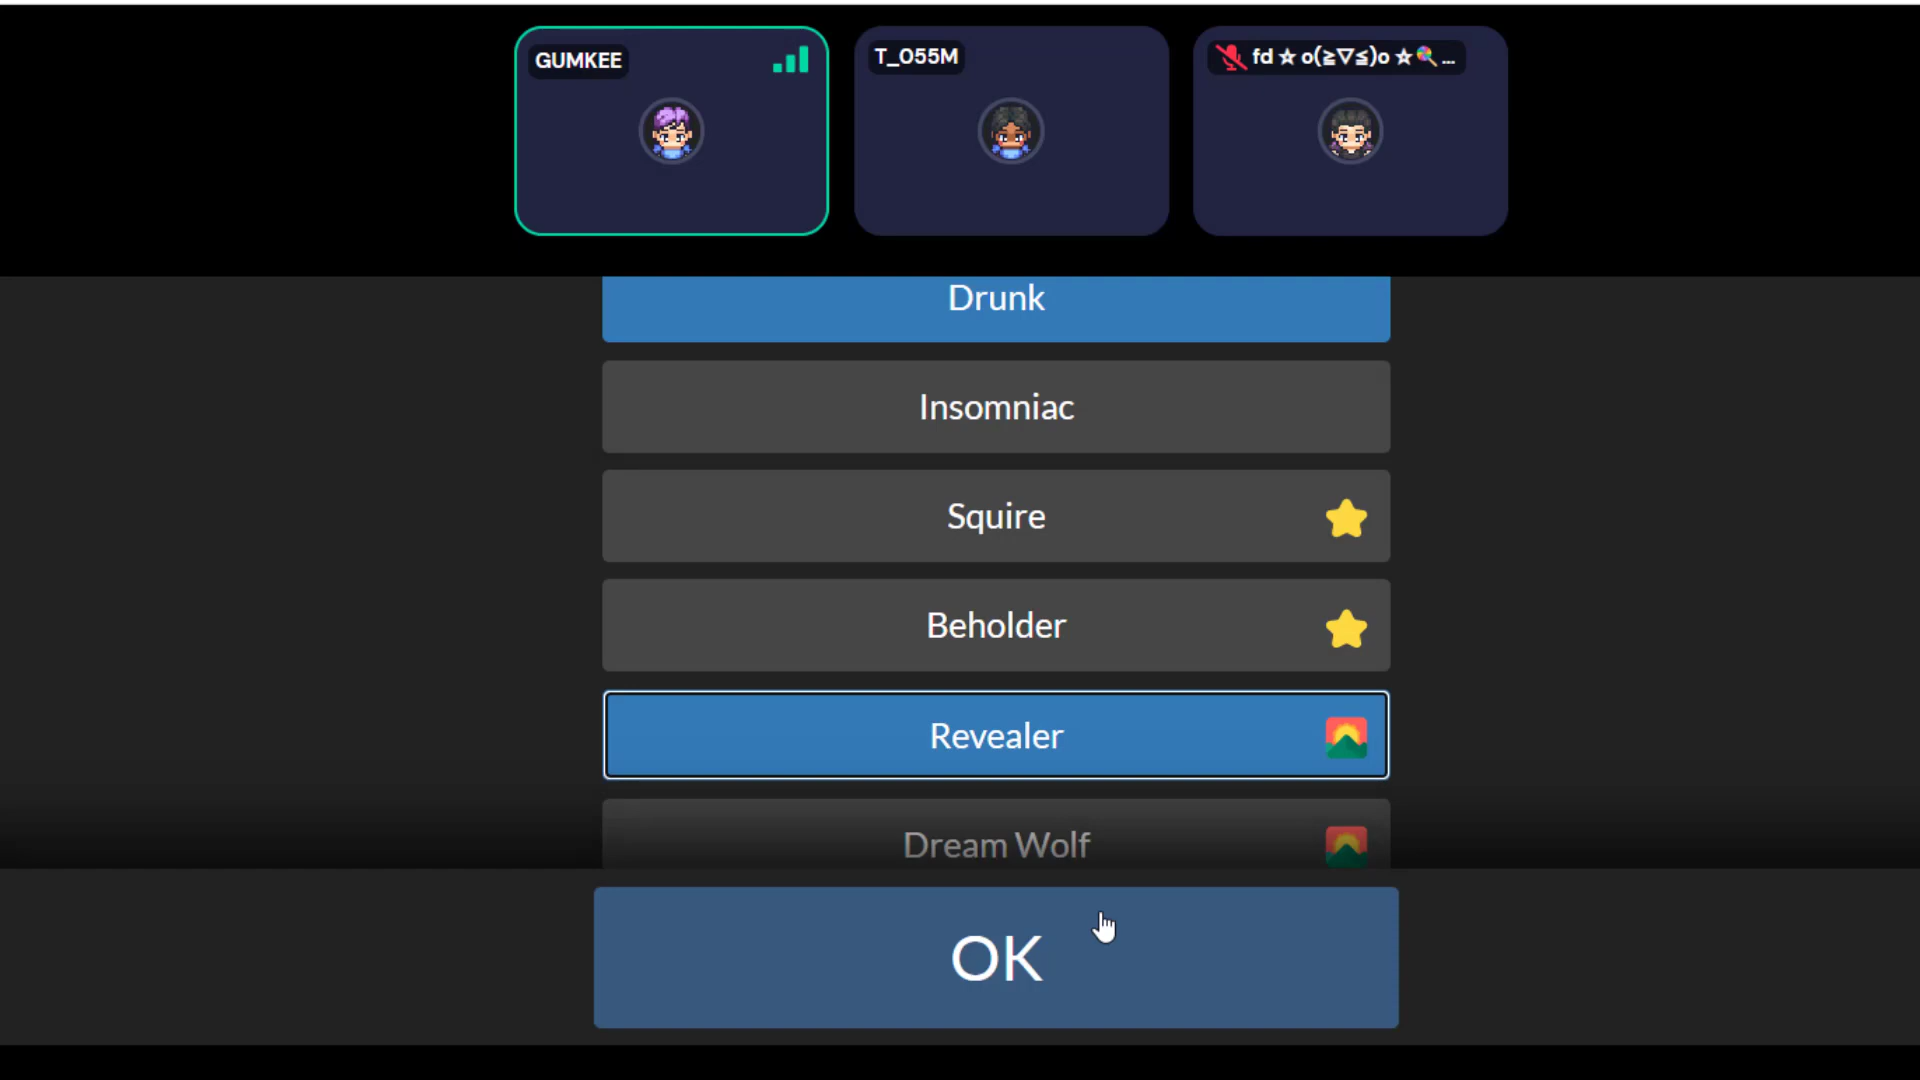 GUMKEE
T_055M
fd ☆ o(≧▽≦)o ☆🍭 ...
Drunk
Insomniac
Squire
Beholder
Revealer
Dream Wolf
OK